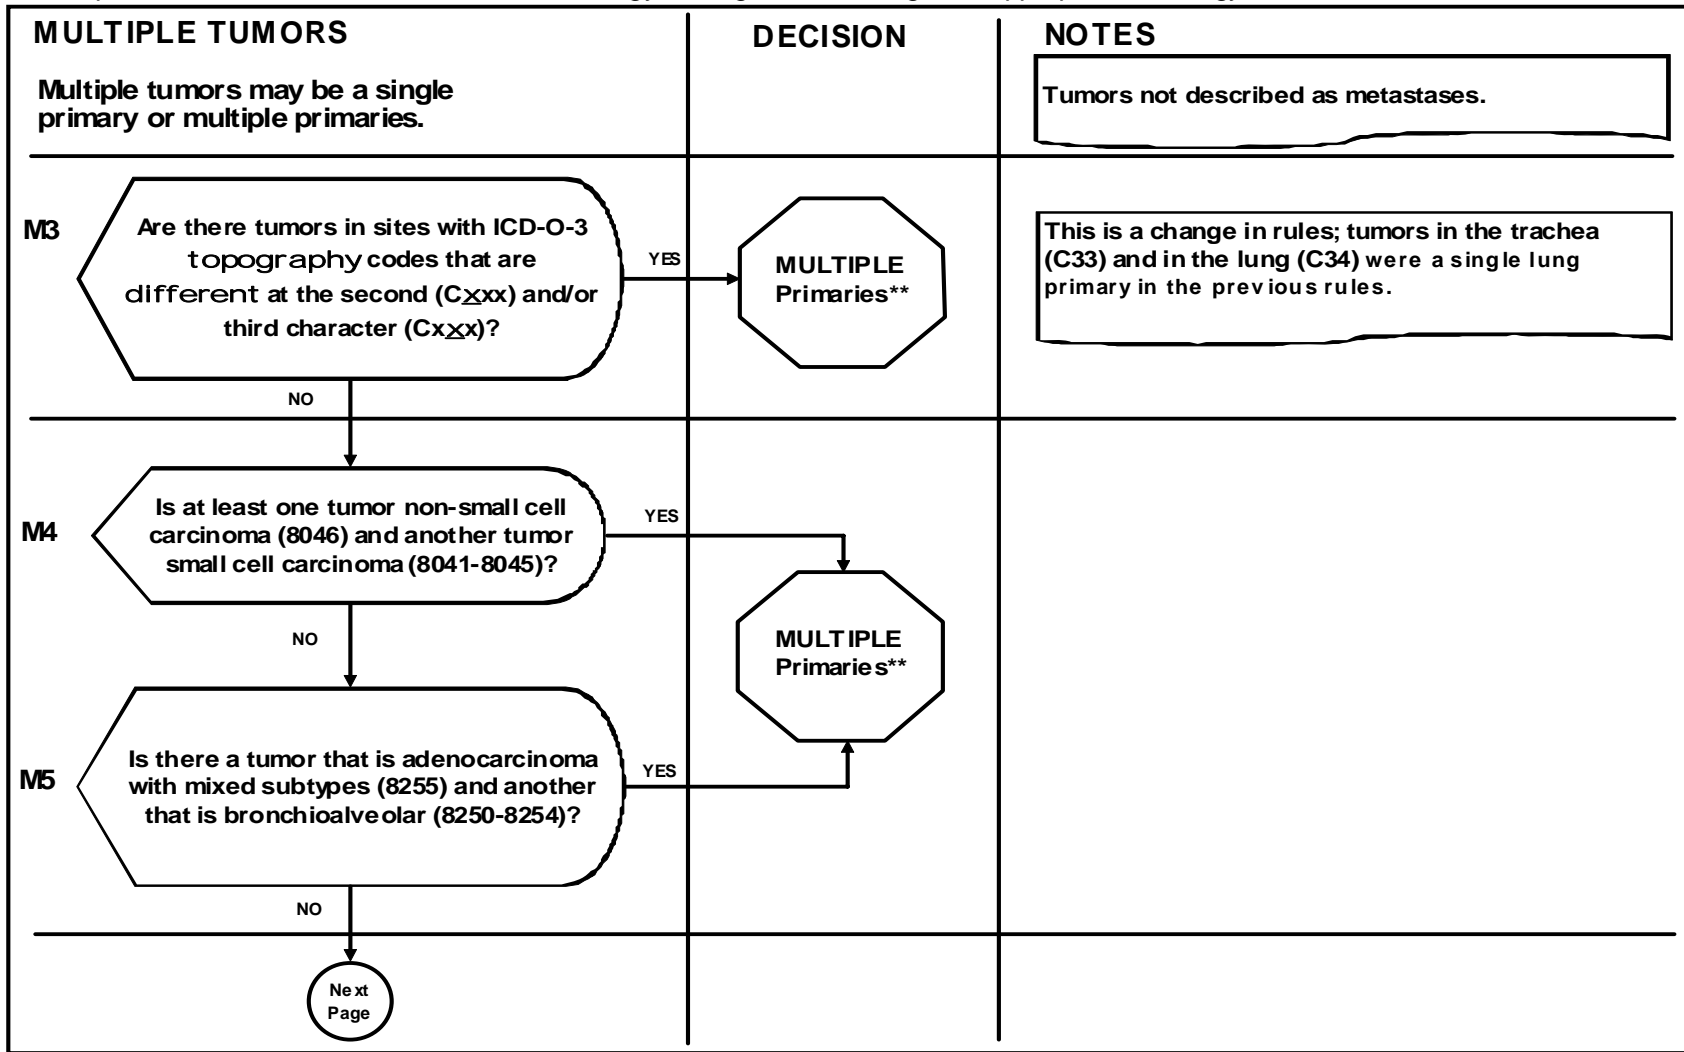 MULTIPLE TUMORS
DECISION
NOTES
Multiple tumors may be a single
primary or multiple primaries.
Tumors not described as metastases.
M3
Are there tumors in sites with ICD-O-3
topography codes that are
different at the second (Cxxx) and/or
third character (Cxxx)?
YES
MULTIPLE
Primaries**
This is a change in rules; tumors in the trachea
(C33) and in the lung (C34) were a single lung
primary in the previous rules.
NO
M4
Is at least one tumor non-small cell
carcinoma (8046) and another tumor
small cell carcinoma (8041-8045)?
YES
MULTIPLE
Primaries**
NO
M5
Is there a tumor that is adenocarcinoma
with mixed subtypes (8255) and another
that is bronchioalveolar (8250-8254)?
YES
NO
Next
Page